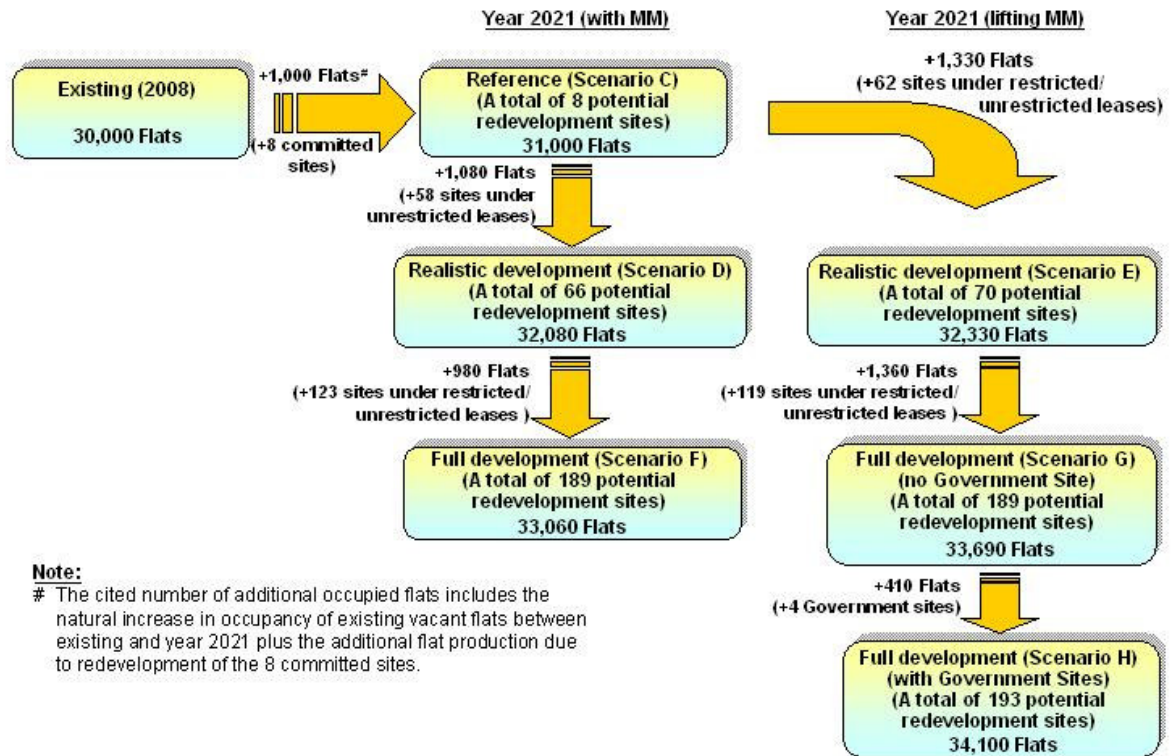 Year 2021 (with MM)
Year 2021 (lifting MM)
Existing (2008)
30,000 Flats
+1,000 Flats#
(+8 committed
sites)
Reference (Scenario C)
(A total of 8 potential
redevelopment sites)
31,000 Flats
+1,330 Flats
(+62 sites under restricted/
unrestricted leases)
+1,080 Flats
(+58 sites under
unrestricted leases)
Realistic development (Scenario D)
(A total of 66 potential
redevelopment sites)
32,080 Flats
Realistic development (Scenario E)
(A total of 70 potential
redevelopment sites)
32,330 Flats
+980 Flats
(+123 sites under restricted/
unrestricted leases )
+1,360 Flats
(+119 sites under restricted/
unrestricted leases )
Full development (Scenario F)
(A total of 189 potential
redevelopment sites)
33,060 Flats
Full development (Scenario G)
(no Government Site)
(A total of 189 potential
redevelopment sites)
33,690 Flats
+410 Flats
(+4 Government sites)
Full development (Scenario H)
(with Government Sites)
(A total of 193 potential
redevelopment sites)
34,100 Flats
Note:
# The cited number of additional occupied flats includes the
natural increase in occupancy of existing vacant flats between
existing and year 2021 plus the additional flat production due
to redevelopment of the 8 committed sites.